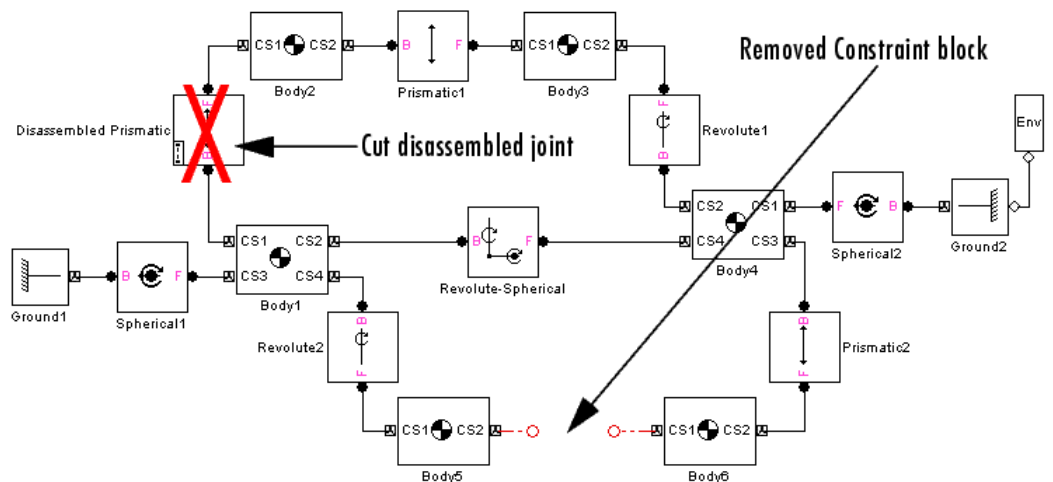 Removed Constraint block
CS1 CS2
Body2
B F
Prismatic1
CS1 CS2
Body3
F
B
Disassembled Prismatic
Cut disassembled joint
F
B
Revolute1
Env
CS1 CS2
CS3 CS4
Body1
B F
Revolute-Spherical
CS2 CS1
CS4 CS3
Body4
F B
Spherical2
Ground2
Ground1
B F
Spherical1
B
F
Revolute2
B
F
Prismatic2
CS1 CS2
Body5
CS1 CS2
Body6